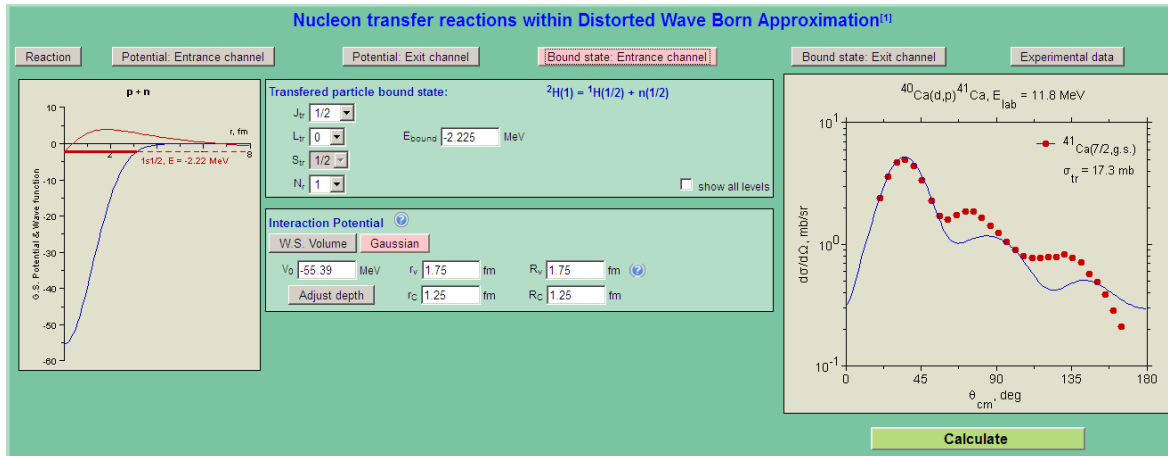 Nucleon transfer reactions within Distorted Wave Born Approximation[1]
Reaction
Potential: Entrance channel
Potential: Exit channel
Bound state: Entrance channel
Bound state: Exit channel
Experimental data
p + n
10
0
-10
-20
-30
-40
-50
-60
2
8
r, fm
1s1/2, E = -2.22 MeV
G.S. Potential & Wave function
Transfered particle bound state: ²H(1) = ¹H(1/2) + n(1/2)
Jtr 1/2
Ltr 0 Ebound -2.225 MeV
Str 1/2
Nr 1 show all levels
Interaction Potential ?
W.S. Volume Gaussian
V0 -55.39 MeV rv 1.75 fm Rv 1.75 fm ?
Adjust depth rC 1.25 fm RC 1.25 fm
⁴⁰Ca(d,p)⁴¹Ca, Elab = 11.8 MeV
⁴¹Ca(7/2,g.s.)
σtr = 17.3 mb
dσ/dΩ, mb/sr
10¹
10⁰
10⁻¹
0 45 90 135 180
θcm, deg
Calculate